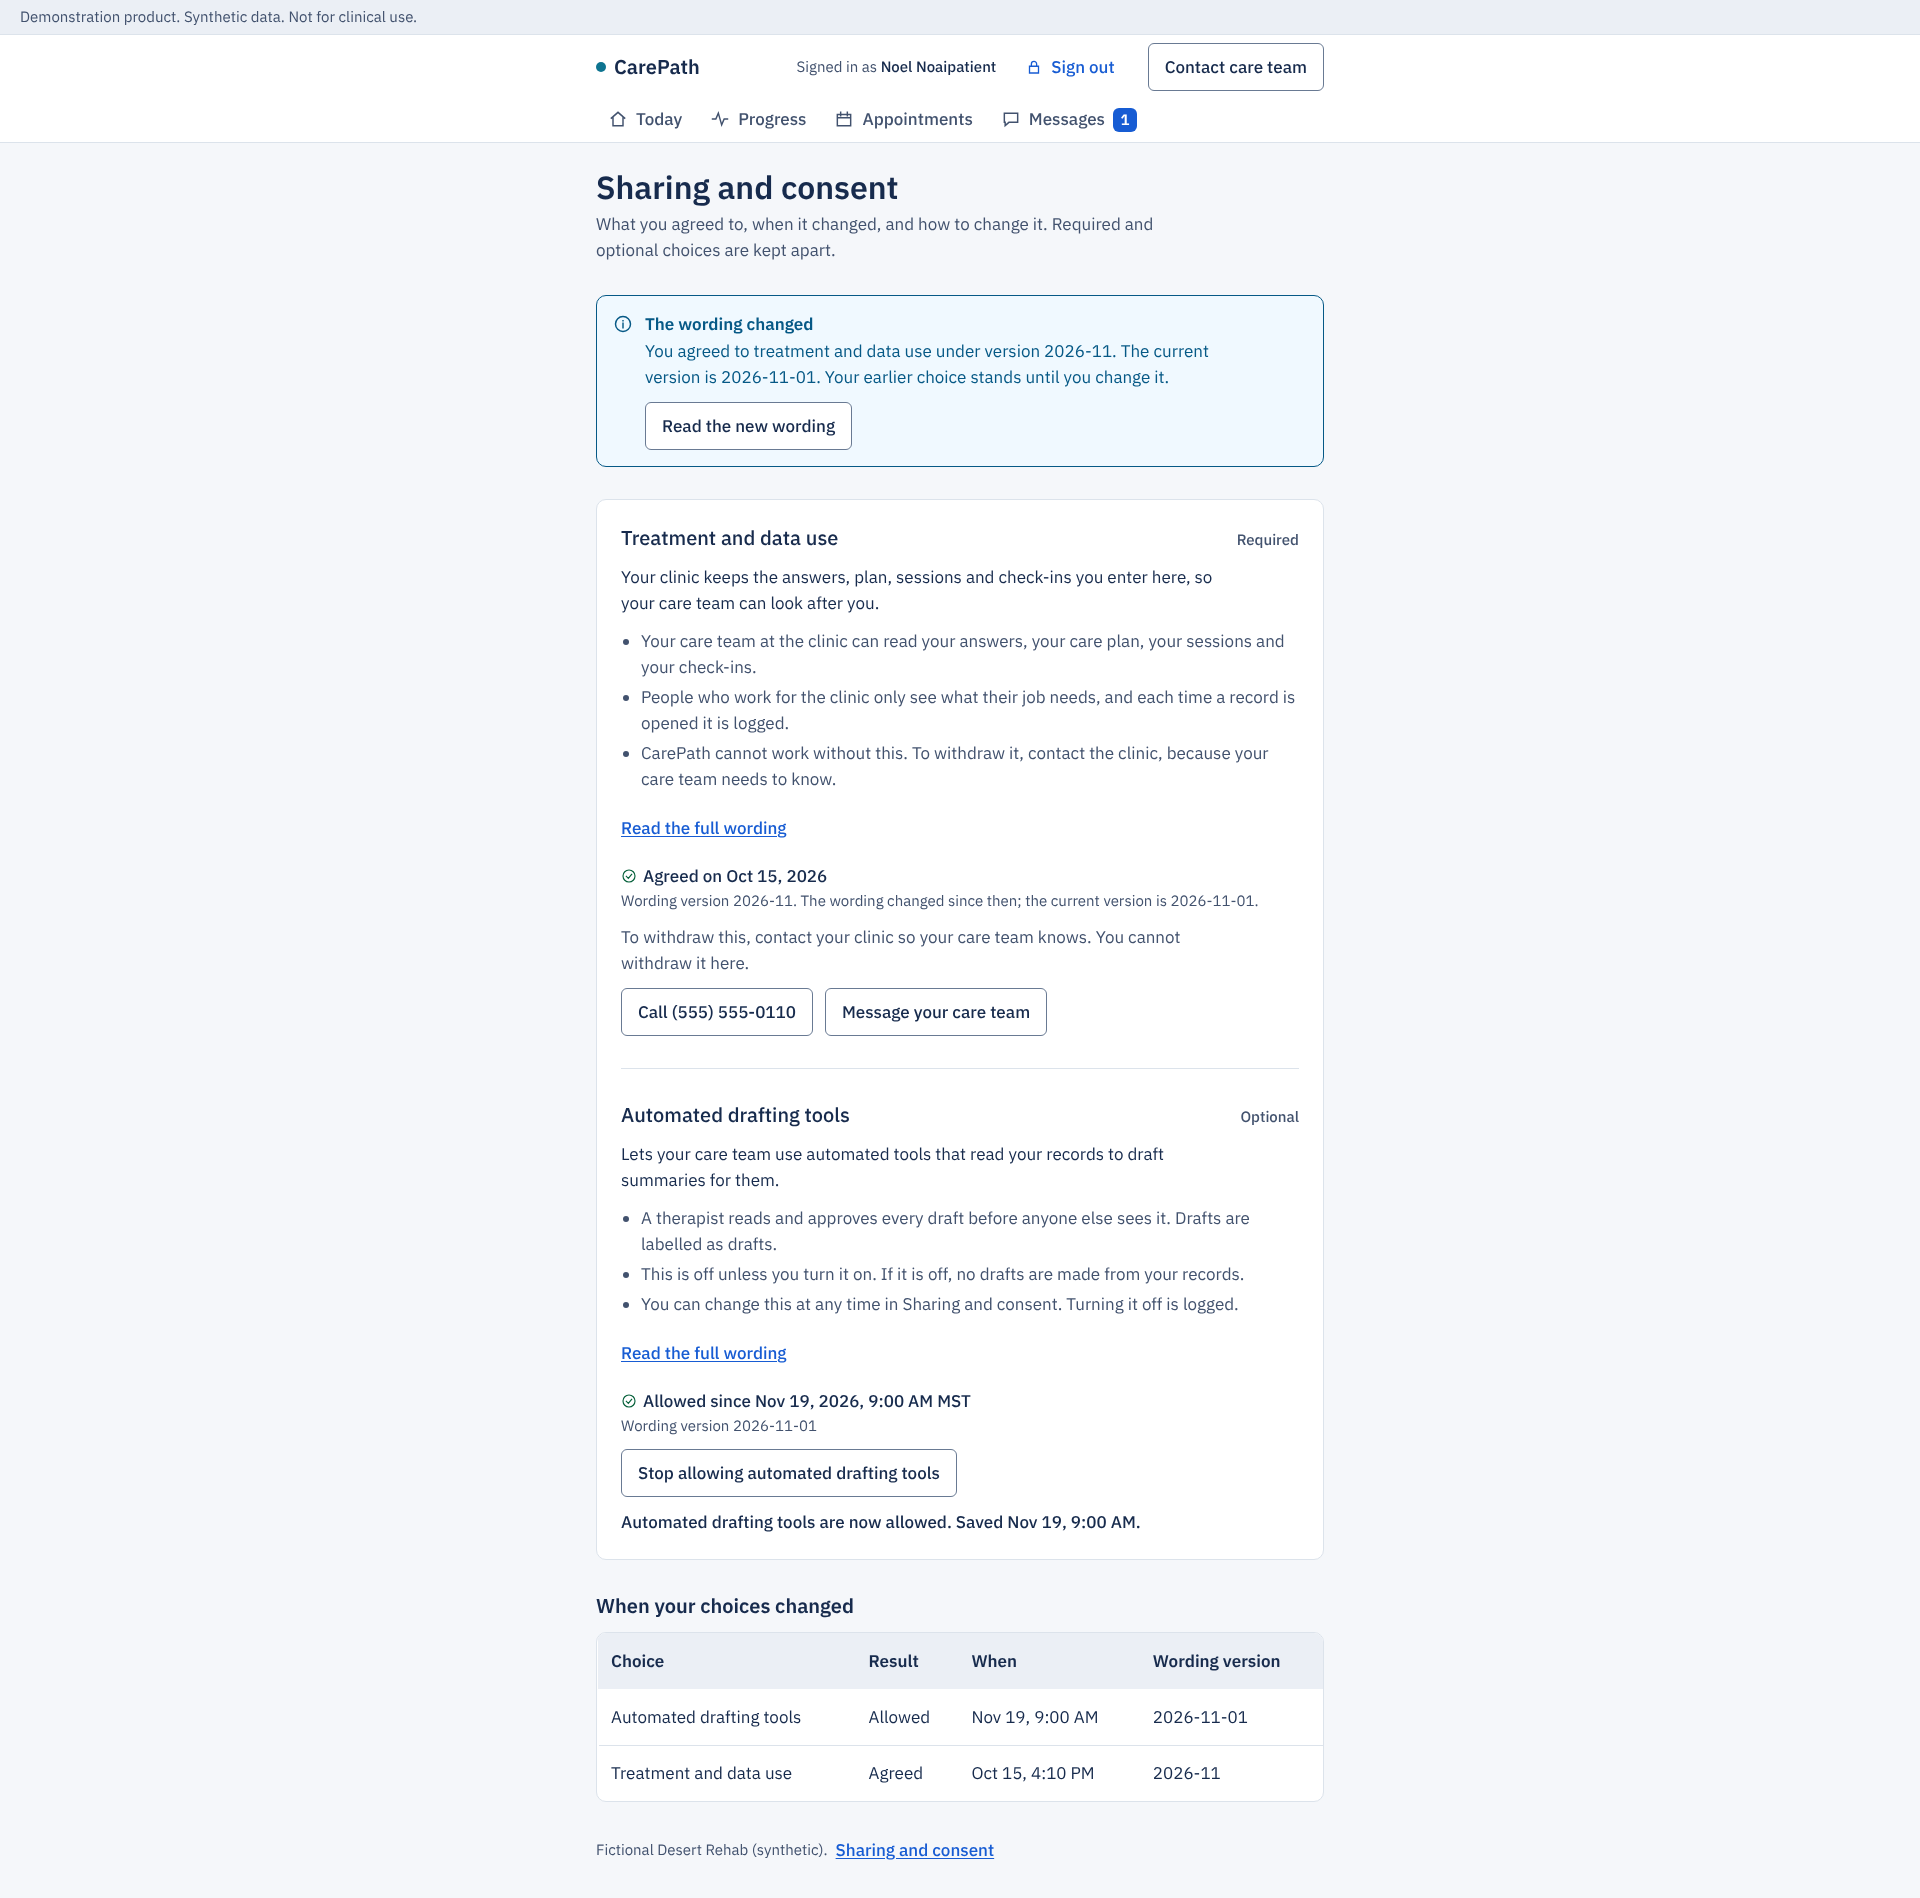 Demonstration product. Synthetic data. Not for clinical use.
CarePath
Signed in as Noel Noaipatient
Sign out
Contact care team
Today
Progress
Appointments
Messages 1
Sharing and consent
What you agreed to, when it changed, and how to change it. Required and
optional choices are kept apart.
The wording changed
You agreed to treatment and data use under version 2026-11. The current
version is 2026-11-01. Your earlier choice stands until you change it.
Read the new wording
Treatment and data use
Required
Your clinic keeps the answers, plan, sessions and check-ins you enter here, so
your care team can look after you.
Your care team at the clinic can read your answers, your care plan, your sessions and
your check-ins.
People who work for the clinic only see what their job needs, and each time a record is
opened it is logged.
CarePath cannot work without this. To withdraw it, contact the clinic, because your
care team needs to know.
Read the full wording
Agreed on Oct 15, 2026
Wording version 2026-11. The wording changed since then; the current version is 2026-11-01.
To withdraw this, contact your clinic so your care team knows. You cannot
withdraw it here.
Call (555) 555-0110
Message your care team
Automated drafting tools
Optional
Lets your care team use automated tools that read your records to draft
summaries for them.
A therapist reads and approves every draft before anyone else sees it. Drafts are
labelled as drafts.
This is off unless you turn it on. If it is off, no drafts are made from your records.
You can change this at any time in Sharing and consent. Turning it off is logged.
Read the full wording
Allowed since Nov 19, 2026, 9:00 AM MST
Wording version 2026-11-01
Stop allowing automated drafting tools
Automated drafting tools are now allowed. Saved Nov 19, 9:00 AM.
When your choices changed
Choice Result When Wording version
Automated drafting tools Allowed Nov 19, 9:00 AM 2026-11-01
Treatment and data use Agreed Oct 15, 4:10 PM 2026-11
Fictional Desert Rehab (synthetic). Sharing and consent